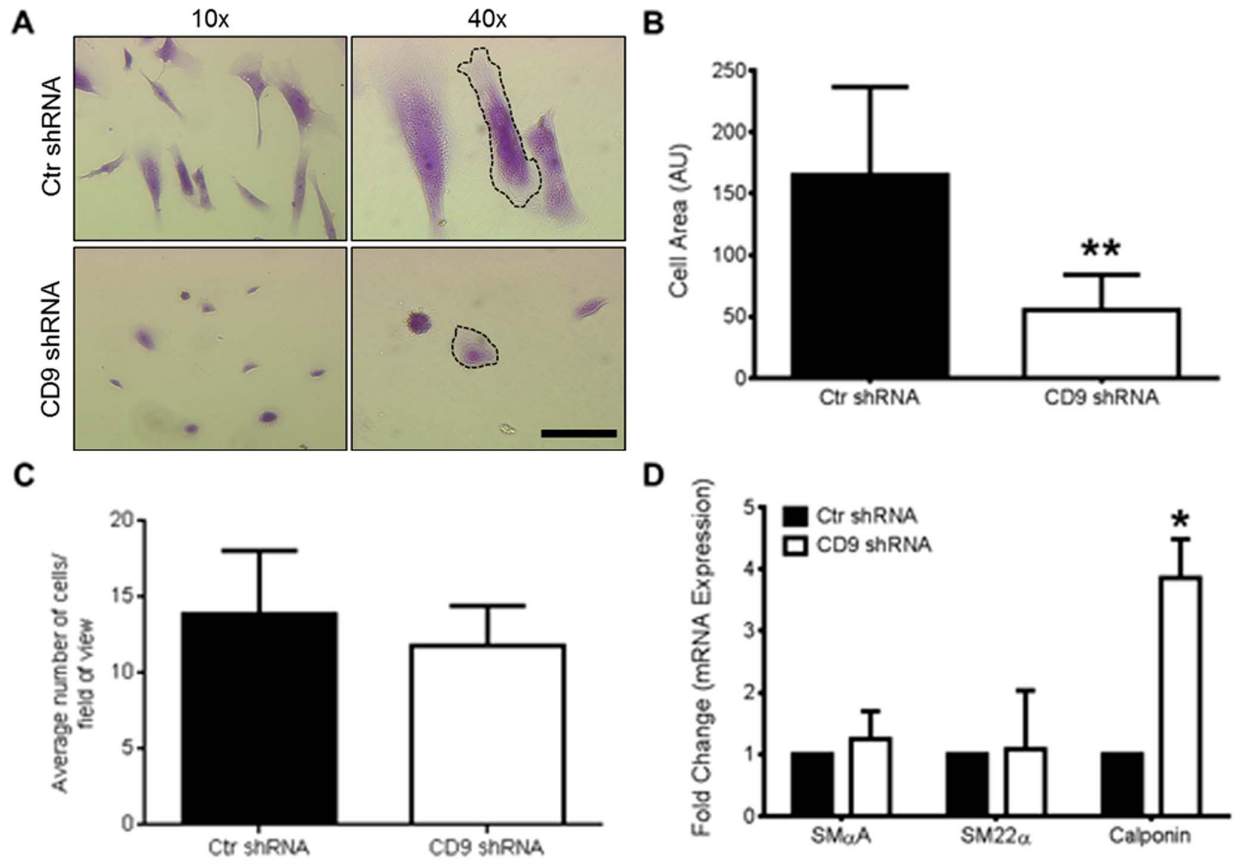 A
10x
40x
Ctr shRNA
CD9 shRNA
B
Cell Area (AU)
250
200
150
100
50
0
**
Ctr shRNA
CD9 shRNA
C
Average number of cells/
field of view
20
15
10
5
0
Ctr shRNA
CD9 shRNA
D
Fold Change (mRNA Expression)
5
4
3
2
1
0
Ctr shRNA
CD9 shRNA
*
SMαA
SM22α
Calponin